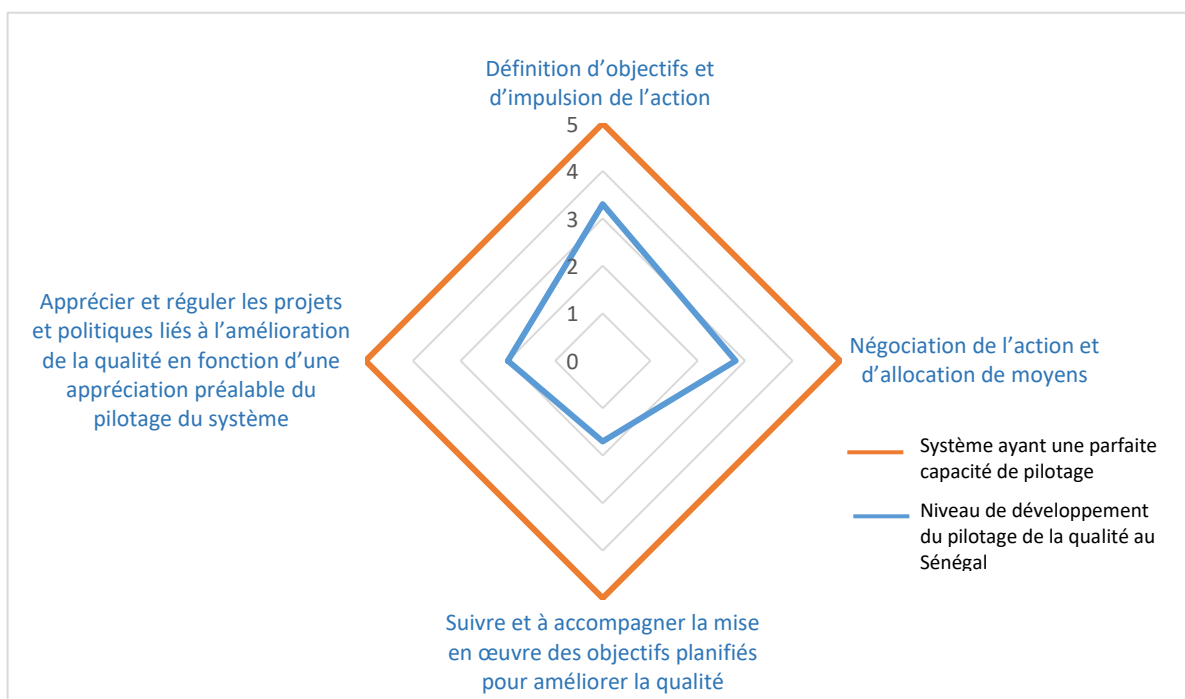 Définition d’objectifs et
d’impulsion de l’action
5
4
3
2
1
0
Négociation de l’action et
d’allocation de moyens
Apprécier et réguler les projets
et politiques liés à l’amélioration
de la qualité en fonction d’une
appréciation préalable du
pilotage du système
Système ayant une parfaite
capacité de pilotage
Niveau de développement
du pilotage de la qualité au
Sénégal
Suivre et à accompagner la mise
en œuvre des objectifs planifiés
pour améliorer la qualité